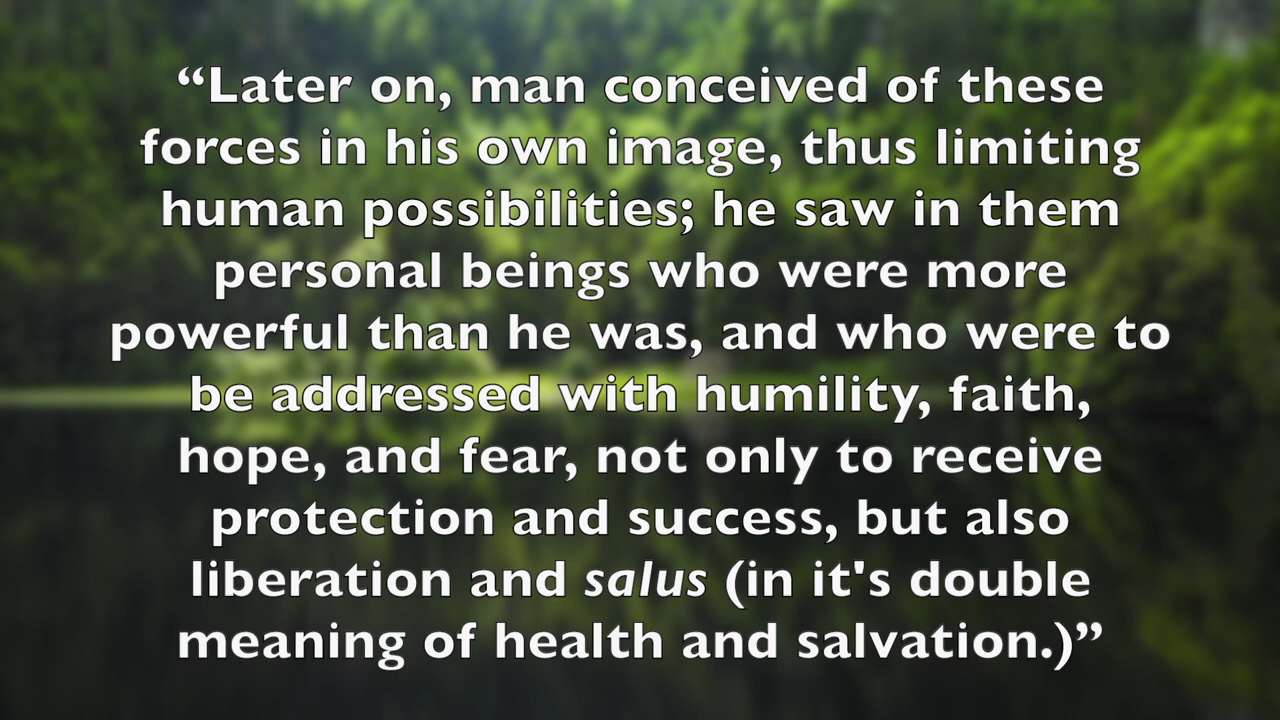 “Later on, man conceived of these
forces in his own image, thus limiting
human possibilities; he saw in them
personal beings who were more
powerful than he was, and who were to
be addressed with humility, faith,
hope, and fear, not only to receive
protection and success, but also
liberation and salus (in it's double
meaning of health and salvation.)”